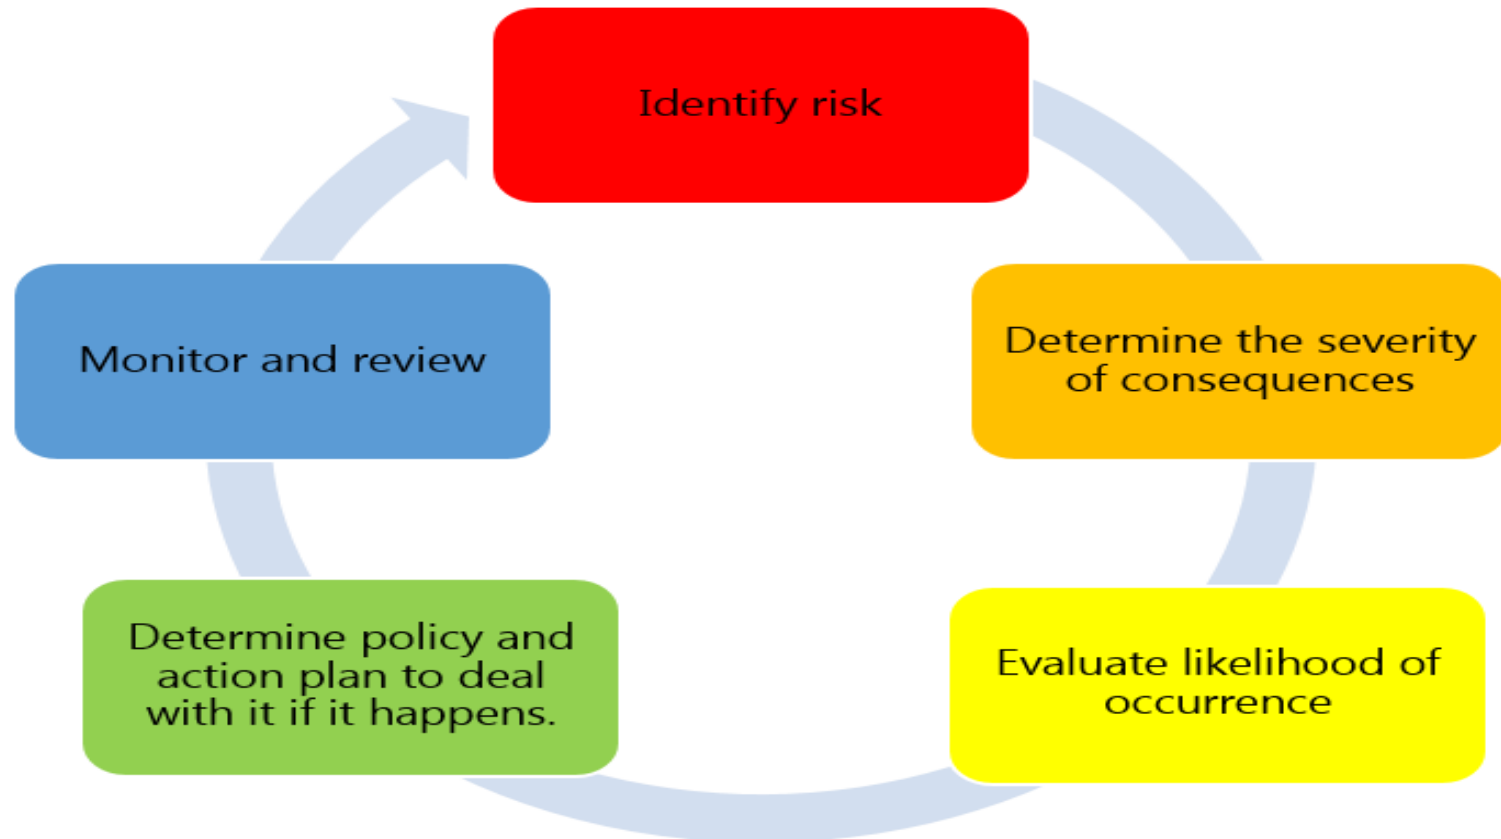 Identify risk
Determine the severity
of consequences
Evaluate likelihood of
occurrence
Determine policy and
action plan to deal
with it if it happens.
Monitor and review